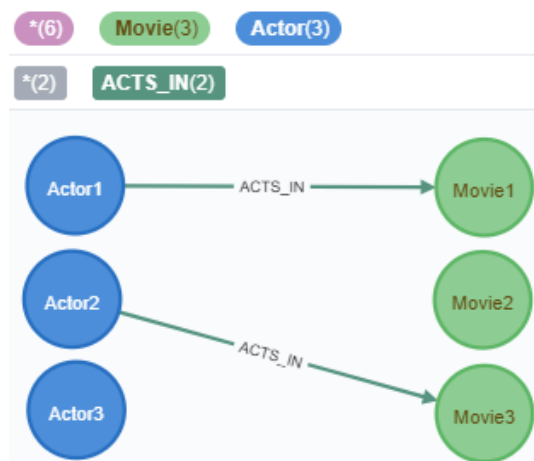 *(6) Movie(3) Actor(3)
*(2) ACTS_IN(2)
Actor1 ACTS_IN Movie1
Actor2 Movie2
ACTS_IN
Actor3 Movie3